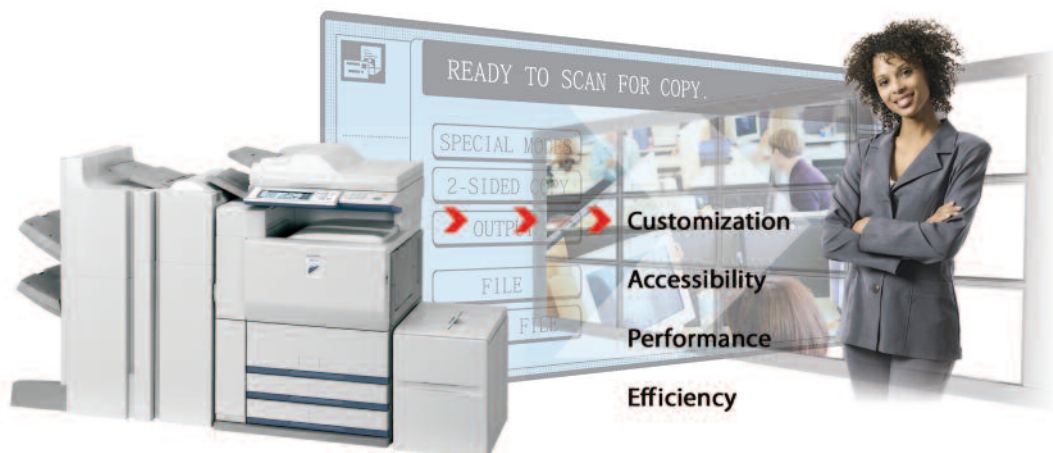 READY TO SCAN FOR COPY.
SPECIAL MODES
2-SIDED COPY
OUTPUT
FILE
FILE
Customization
Accessibility
Performance
Efficiency